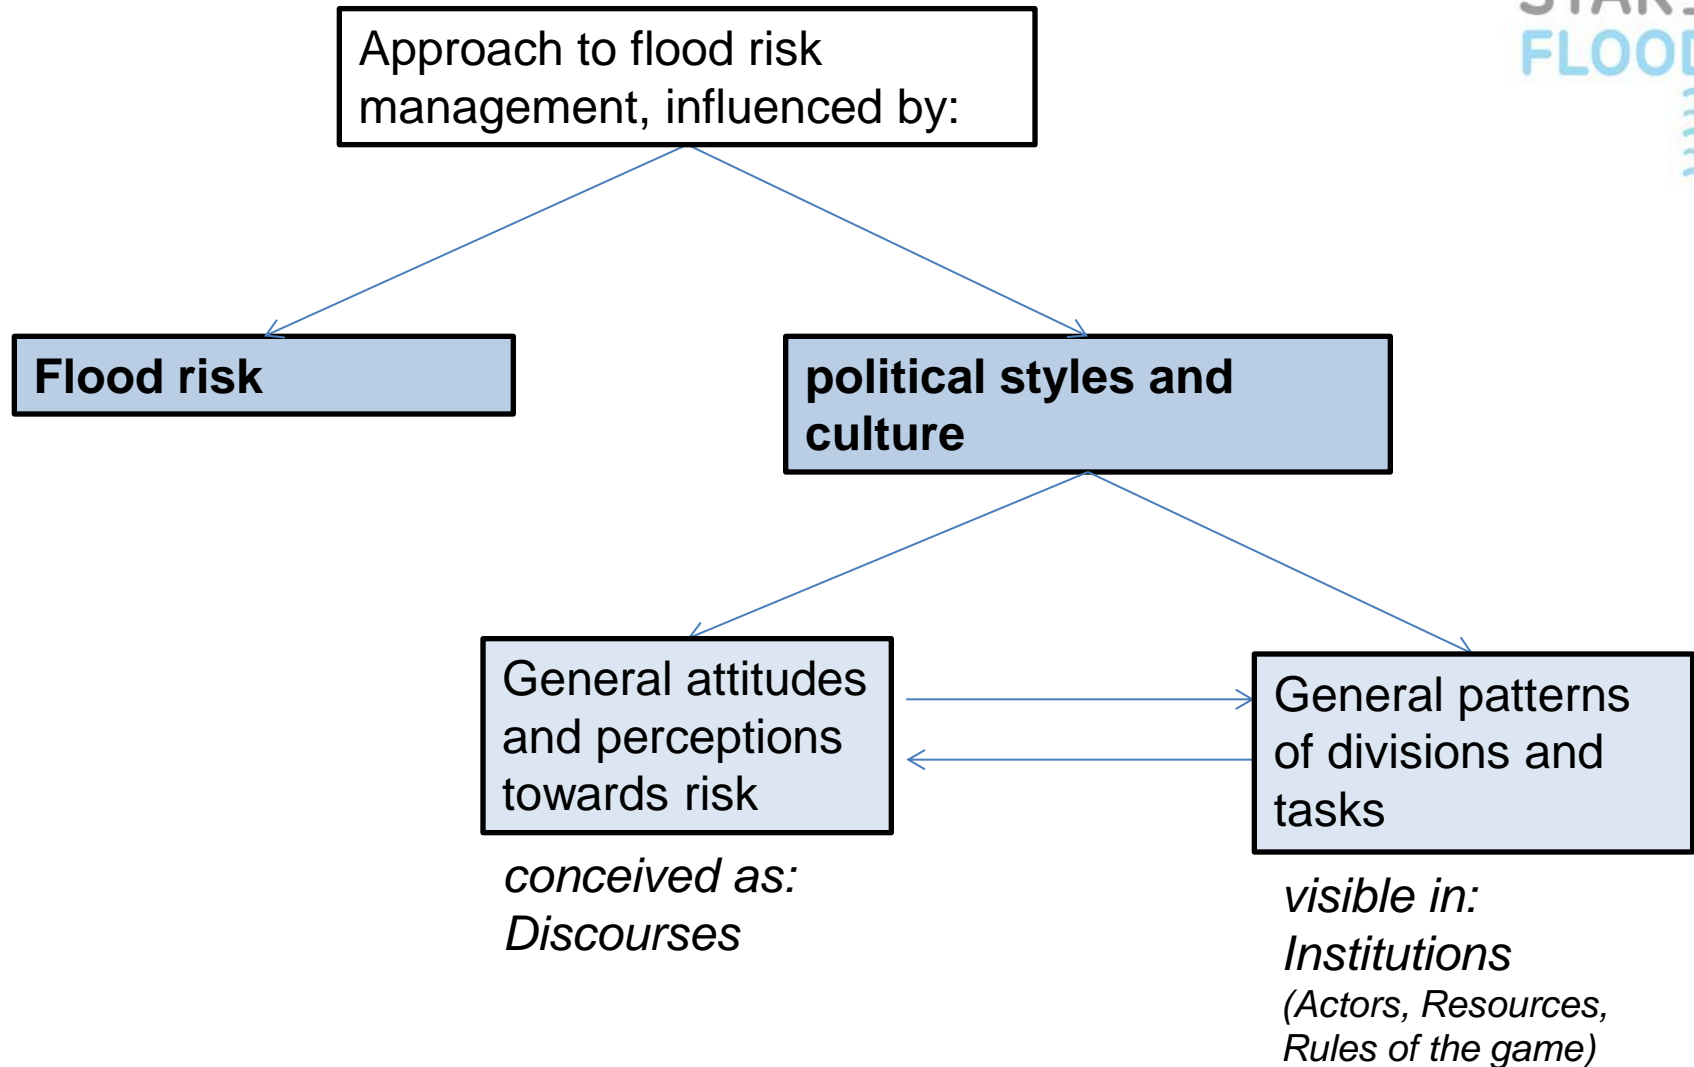 FLOOD
Approach to flood risk
management, influenced by:
Flood risk
political styles and
culture
General attitudes
and perceptions
towards risk
General patterns
of divisions and
tasks
conceived as:
Discourses
visible in:
Institutions
(Actors, Resources,
Rules of the game)